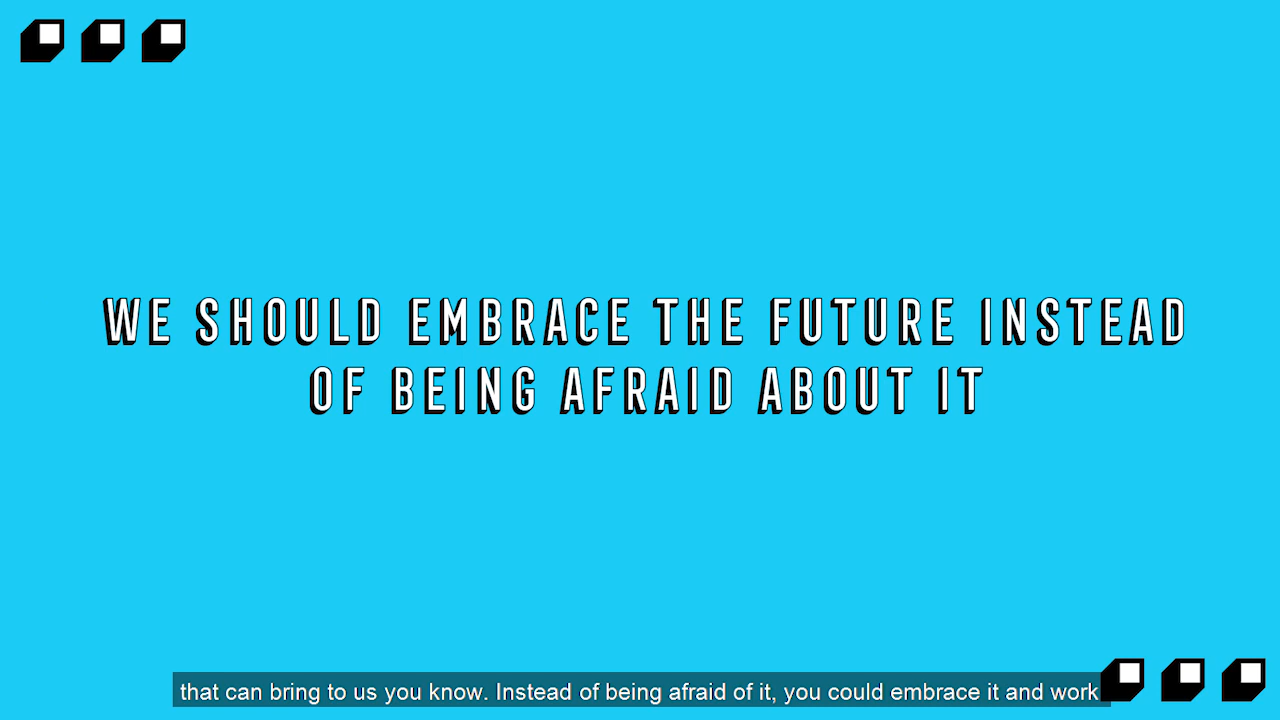 WE SHOULD EMBRACE THE FUTURE INSTEAD
OF BEING AFRAID ABOUT IT
that can bring to us you know. Instead of being afraid of it, you could embrace it and work